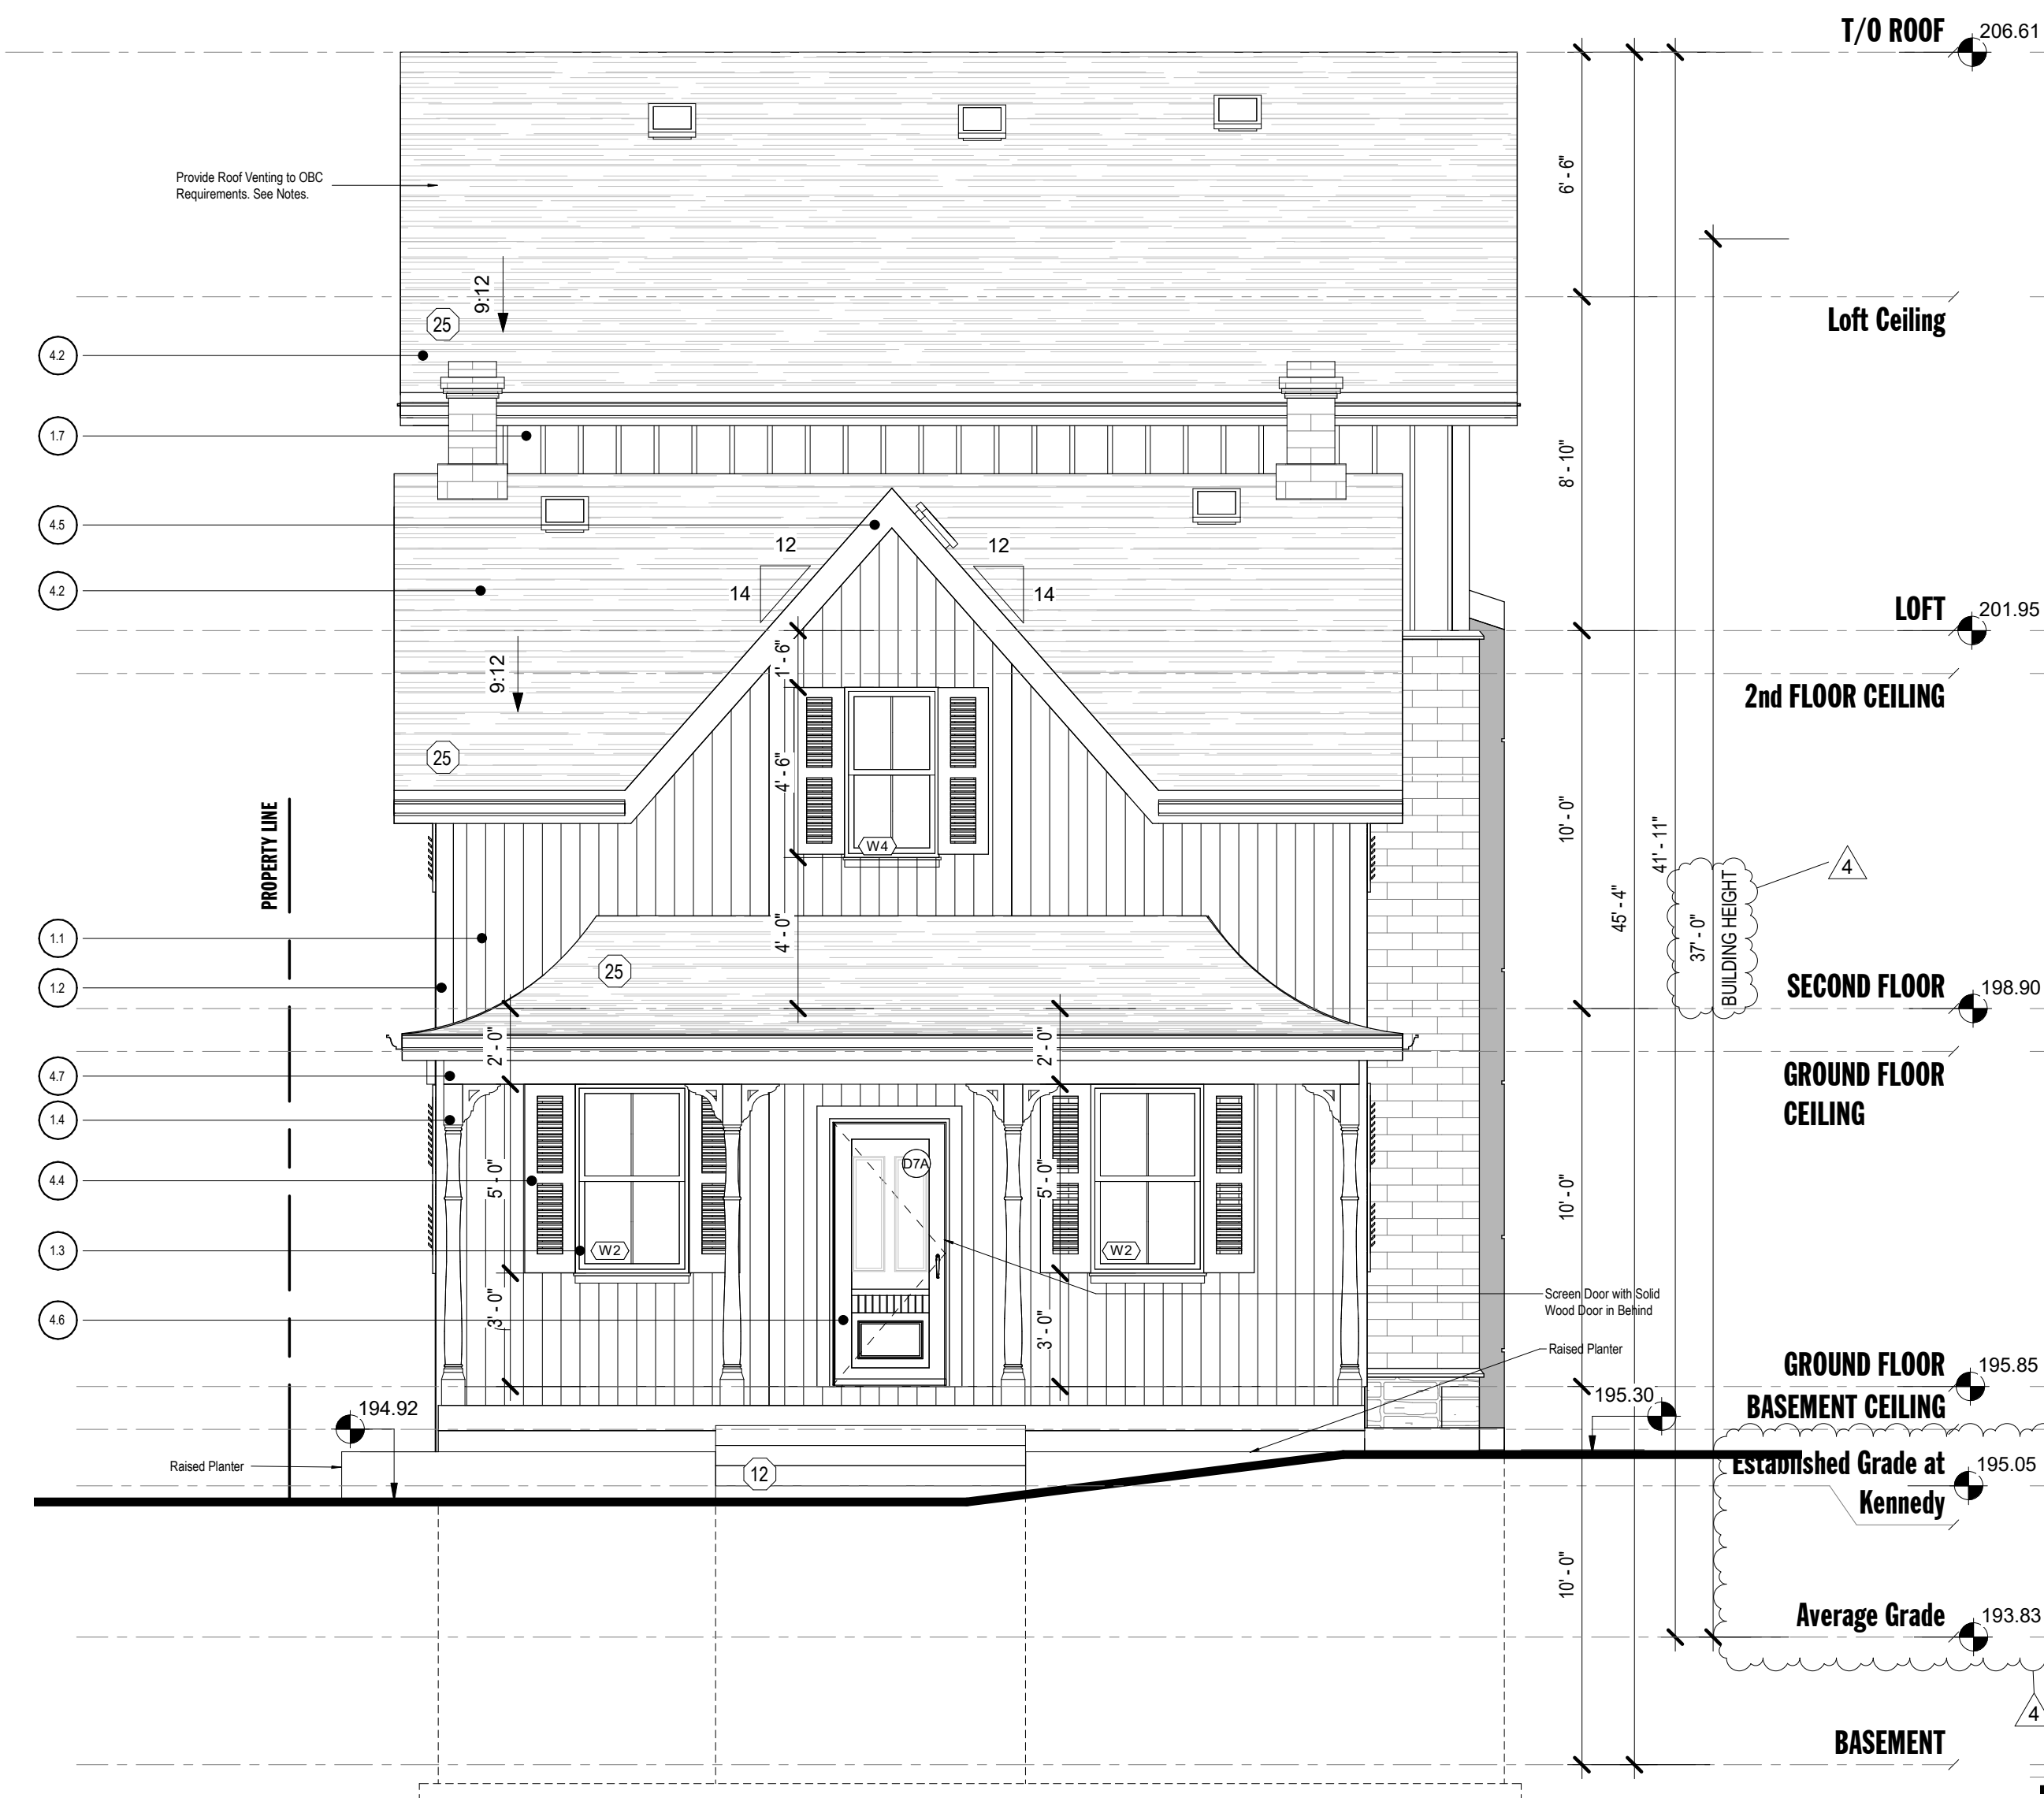 T/O ROOF
206.61
Provide Roof Venting to OBC
Requirements. See Notes.
6' - 6"
9:12
25
Loft Ceiling
4.2
1.7
8' - 10"
4.5
12
12
14
14
4.2
LOFT
201.95
1' - 6"
9:12
2nd FLOOR CEILING
25
4' - 6"
10' - 0"
PROPERTY LINE
W4
41' - 11"
4
45' - 4"
37' - 0"
BUILDING HEIGHT
1.1
4' - 0"
25
1.2
SECOND FLOOR
198.90
2' - 0"
2' - 0"
4.7
GROUND FLOOR
CEILING
1.4
D7A
4.4
5' - 0"
5' - 0"
10' - 0"
1.3
W2
W2
3' - 0"
3' - 0"
Screen Door with Solid
Wood Door in Behind
4.6
Raised Planter
GROUND FLOOR
195.85
195.30
194.92
BASEMENT CEILING
Raised Planter
12
Established Grade at
Kennedy
195.05
10' - 0"
Average Grade
193.83
4
BASEMENT